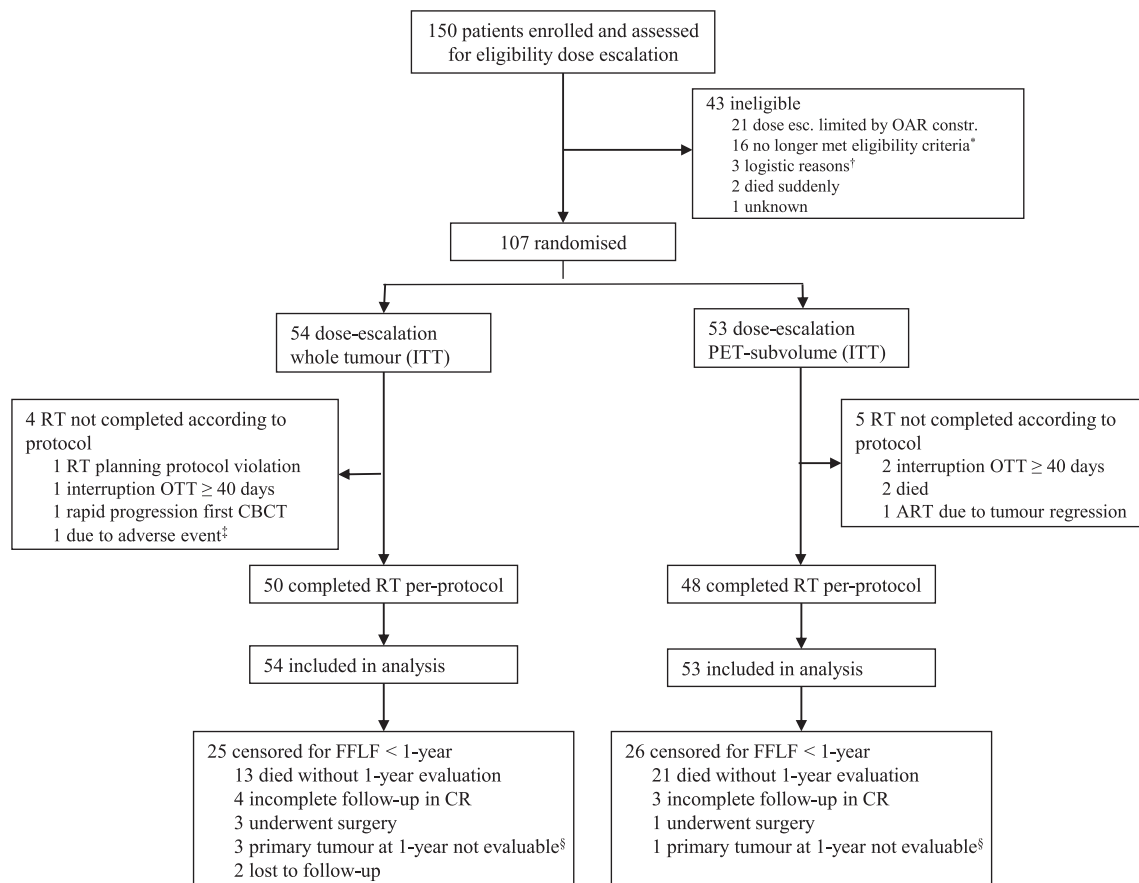 150 patients enrolled and assessed
for eligibility dose escalation
43 ineligible
21 dose esc. limited by OAR constr.
16 no longer met eligibility criteria*
3 logistic reasons†
2 died suddenly
1 unknown
107 randomised
54 dose-escalation
whole tumour (ITT)
53 dose-escalation
PET-subvolume (ITT)
4 RT not completed according to
protocol
1 RT planning protocol violation
1 interruption OTT ≥ 40 days
1 rapid progression first CBCT
1 due to adverse event‡
5 RT not completed according to
protocol
2 interruption OTT ≥ 40 days
2 died
1 ART due to tumour regression
50 completed RT per-protocol
48 completed RT per-protocol
54 included in analysis
53 included in analysis
25 censored for FFLF < 1-year
13 died without 1-year evaluation
4 incomplete follow-up in CR
3 underwent surgery
3 primary tumour at 1-year not evaluable§
2 lost to follow-up
26 censored for FFLF < 1-year
21 died without 1-year evaluation
3 incomplete follow-up in CR
1 underwent surgery
1 primary tumour at 1-year not evaluable§